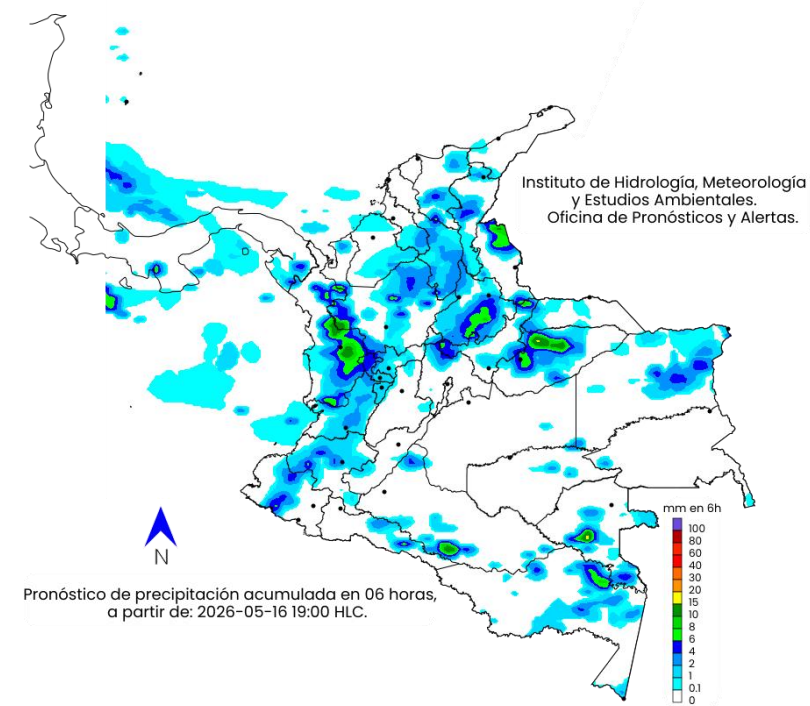 Instituto de Hidrología, Meteorología
y Estudios Ambientales.
Oficina de Pronósticos y Alertas.
mm en 6h
100
80
60
40
30
20
15
10
8
6
4
2
1
0.1
0
N
Pronóstico de precipitación acumulada en 06 horas,
a partir de: 2026-05-16 19:00 HLC.